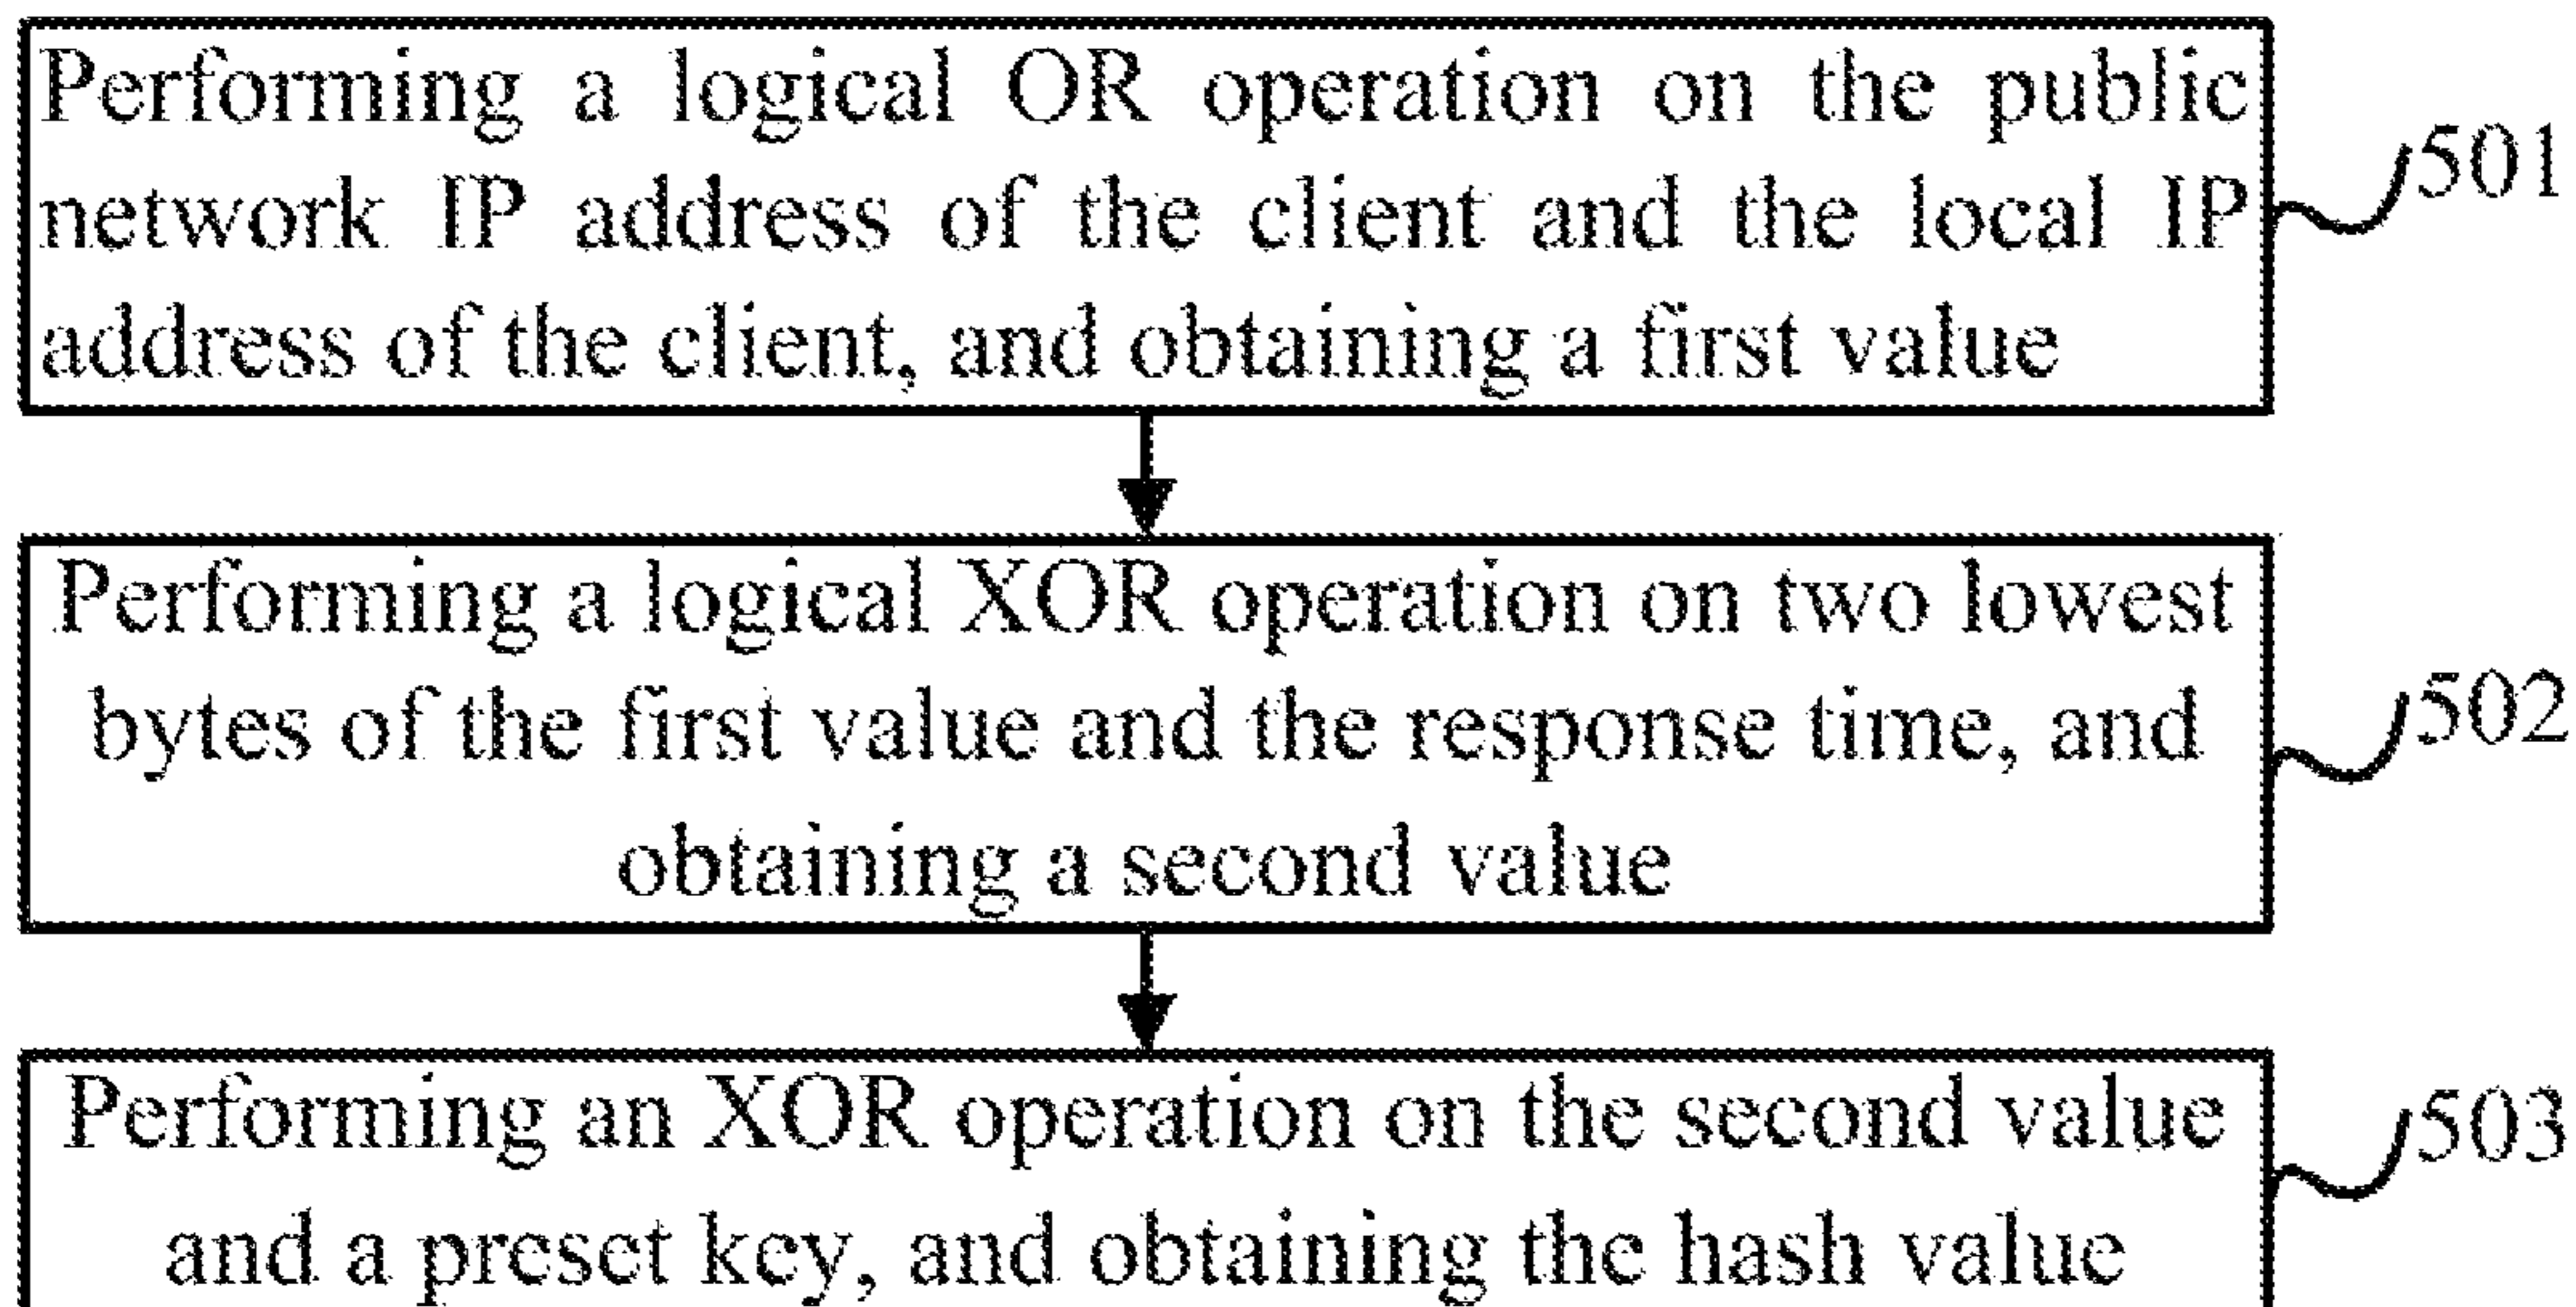 Performing a logical OR operation on the public
network IP address of the client and the local IP
address of the client, and obtaining a first value
501
Performing a logical XOR operation on two lowest
bytes of the first value and the response time, and
obtaining a second value
502
Performing an XOR operation on the second value
and a preset key, and obtaining the hash value
503